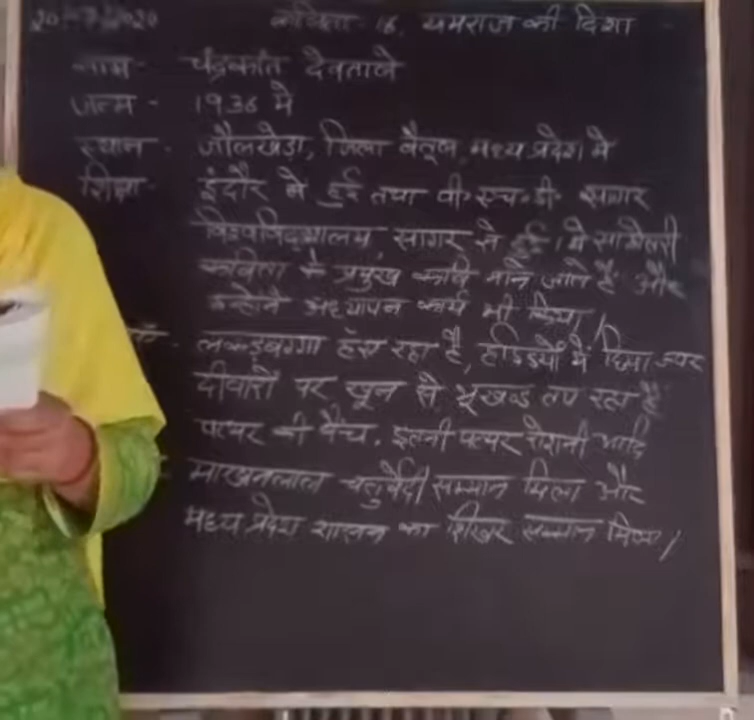 20-7-2020 कविता 16, यमराज की दिशा
नाम - चंद्रकांत देवताले
जन्म - 1936 में
स्थान - जौलखेड़ा, जिला बैतूल, मध्य प्रदेश में
शिक्षा - इंदौर में हुई तथा पी॰एच॰डी॰ सागर
विश्वविद्यालय, सागर से हुई। ये साठोत्तरी
कविता के प्रमुख कवि माने जाते हैं और
उन्होंने अध्यापन कार्य भी किया।
- लकड़बग्घा हँस रहा है, हड्डियों में छिपा ज्वर
दीवारों पर खून से भूखंड तप रहा है
पत्थर की बैंच, इतनी पत्थर रोशनी आदि
- माखनलाल चतुर्वेदी सम्मान मिला और
मध्य प्रदेश शासन का शिखर सम्मान मिला।